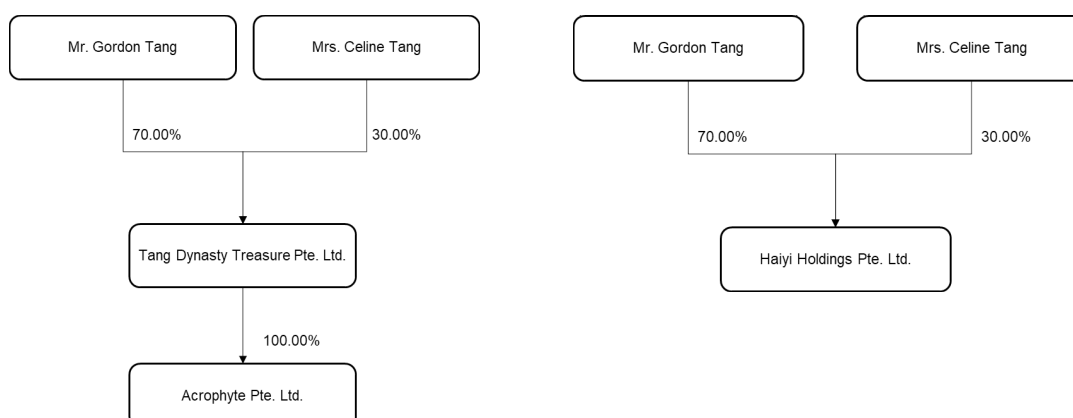 Mr. Gordon Tang
Mrs. Celine Tang
70.00%
30.00%
Tang Dynasty Treasure Pte. Ltd.
100.00%
Acrophyte Pte. Ltd.
Mr. Gordon Tang
Mrs. Celine Tang
70.00%
30.00%
Haiyi Holdings Pte. Ltd.